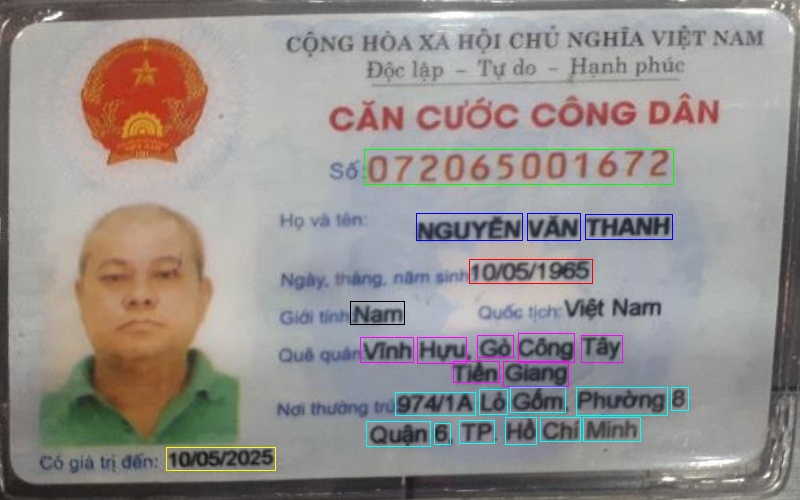 CỘNG HÒA XÃ HỘI CHỦ NGHĨA VIỆT NAM
Độc lập - Tự do - Hạnh phúc
CĂN CƯỚC CÔNG DÂN
Số: 072065001672
Họ và tên: NGUYỄN VĂN THANH
Ngày, tháng, năm sinh: 10/05/1965
Giới tính: Nam Quốc tịch: Việt Nam
Quê quán: Vĩnh Hựu, Gò Công Tây
Tiền Giang
Nơi thường trú: 974/1A Lò Gốm, Phường 8
Quận 6, TP. Hồ Chí Minh
Có giá trị đến: 10/05/2025